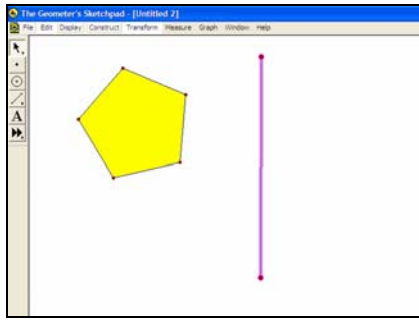 The Geometer's Sketchpad - [Untitled 2]
File Edit Display Construct Transform Measure Graph Window Help
A